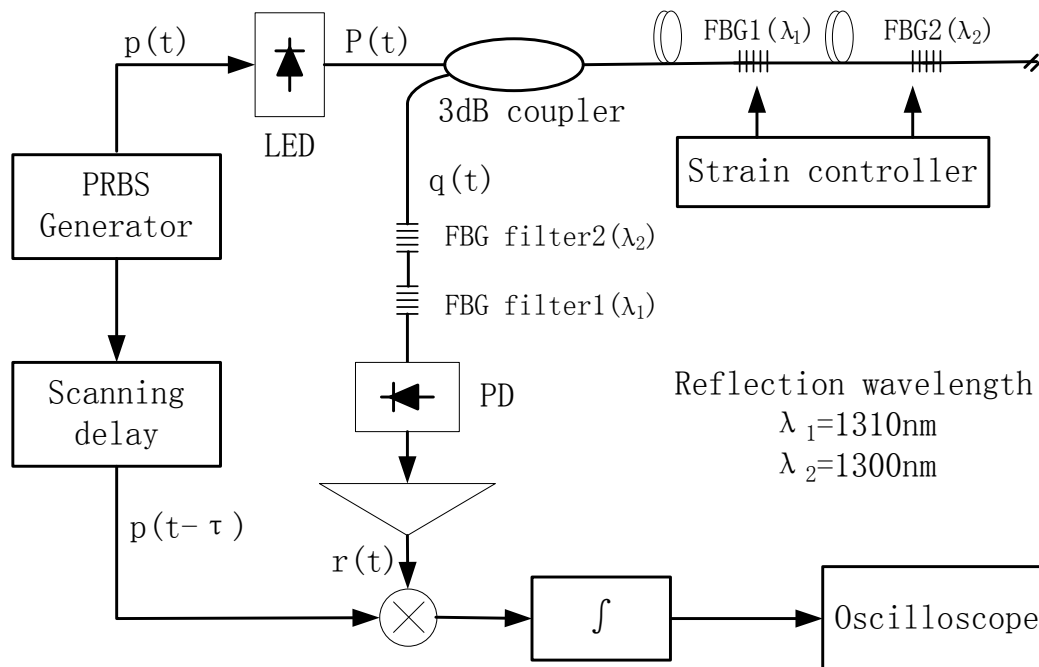 p(t)
P(t)
FBG1(λ₁)
FBG2(λ₂)
3dB coupler
LED
PRBS
Generator
q(t)
Strain controller
FBG filter2(λ₂)
FBG filter1(λ₁)
Scanning
delay
PD
Reflection wavelength
λ₁=1310nm
λ₂=1300nm
p(t-τ)
r(t)
∫
Oscilloscope